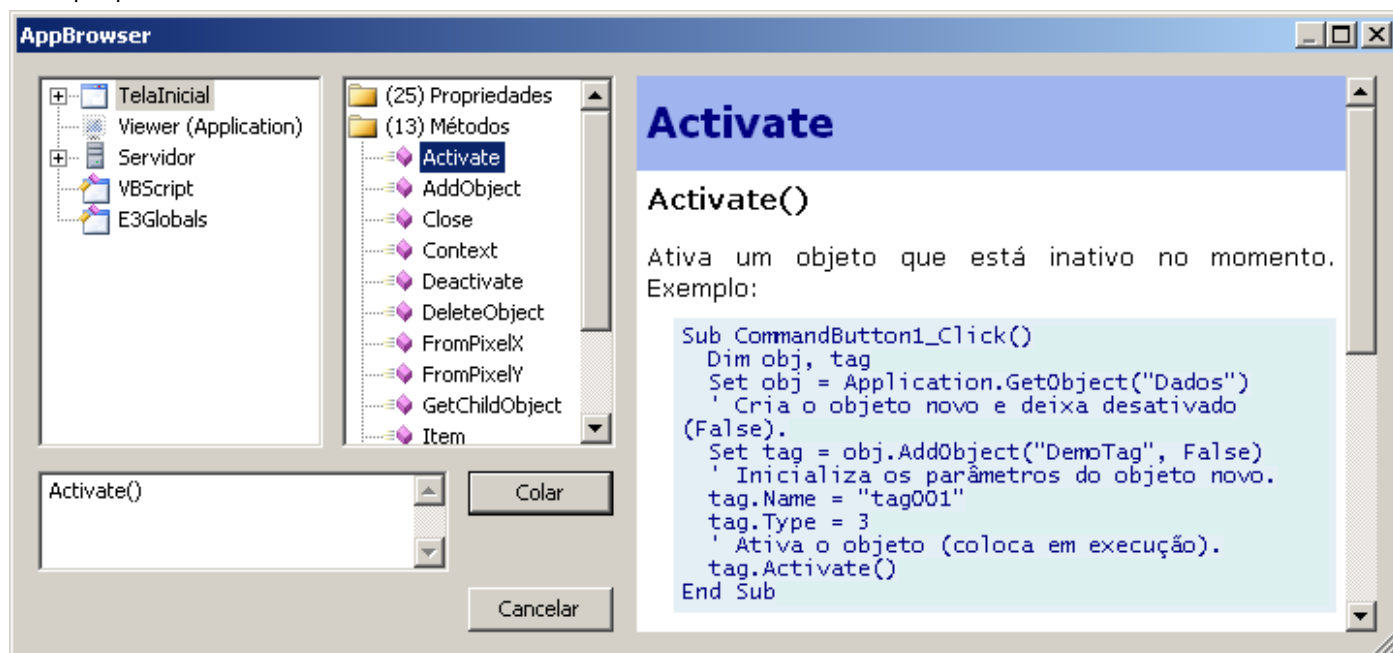 AppBrowser
TelaInicial
Viewer (Application)
Servidor
VBScript
E3Globals
(25) Propriedades
(13) Métodos
Activate
AddObject
Close
Context
Deactivate
DeleteObject
FromPixelX
FromPixelY
GetChildObject
Item
Activate()
Colar
Cancelar
Activate
Activate()
Ativa um objeto que está inativo no momento.
Exemplo:
Sub CommandButton1_Click()
Dim obj, tag
Set obj = Application.GetObject("Dados")
' Cria o objeto novo e deixa desativado
(False).
Set tag = obj.AddObject("DemoTag", False)
' Inicializa os parâmetros do objeto novo.
tag.Name = "tag001"
tag.Type = 3
' Ativa o objeto (coloca em execução).
tag.Activate()
End Sub